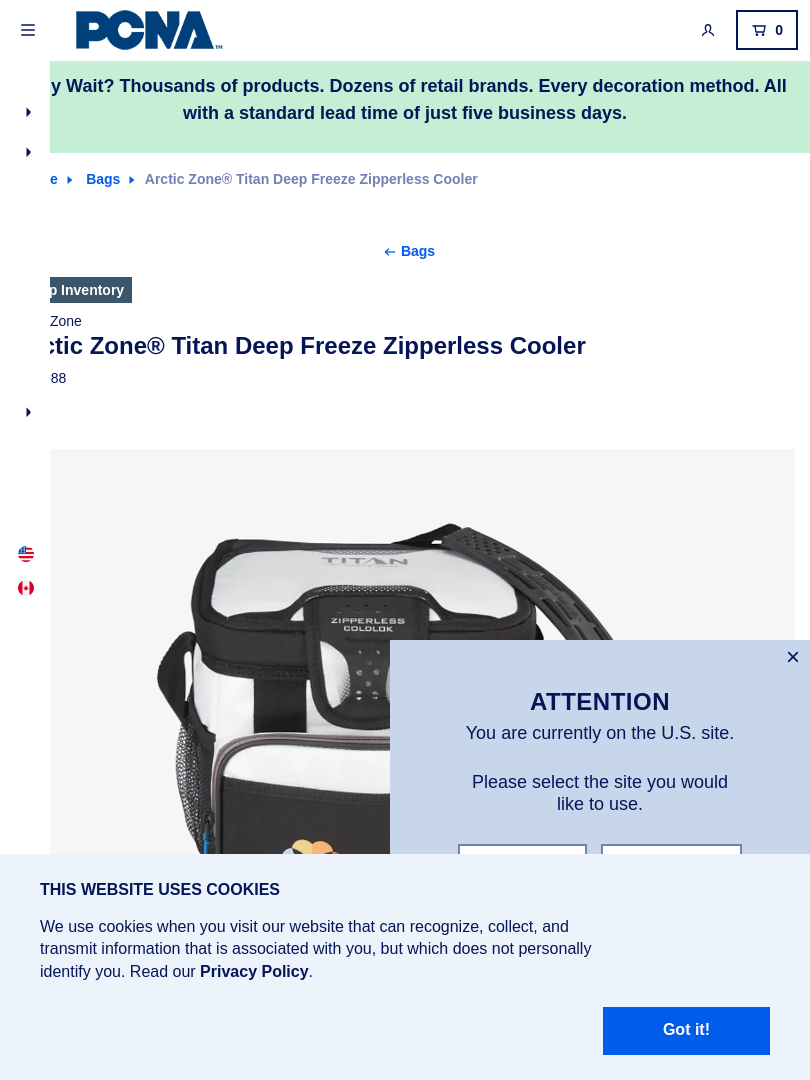 PCNA™
0
y Wait? Thousands of products. Dozens of retail brands. Every decoration method. All
with a standard lead time of just five business days.
e Bags Arctic Zone® Titan Deep Freeze Zipperless Cooler
← Bags
p Inventory
Zone
ctic Zone® Titan Deep Freeze Zipperless Cooler
88
TITAN
ZIPPERLESS
COLDLOK
ATTENTION
You are currently on the U.S. site.
Please select the site you would
like to use.
THIS WEBSITE USES COOKIES
We use cookies when you visit our website that can recognize, collect, and
transmit information that is associated with you, but which does not personally
identify you. Read our Privacy Policy.
Got it!